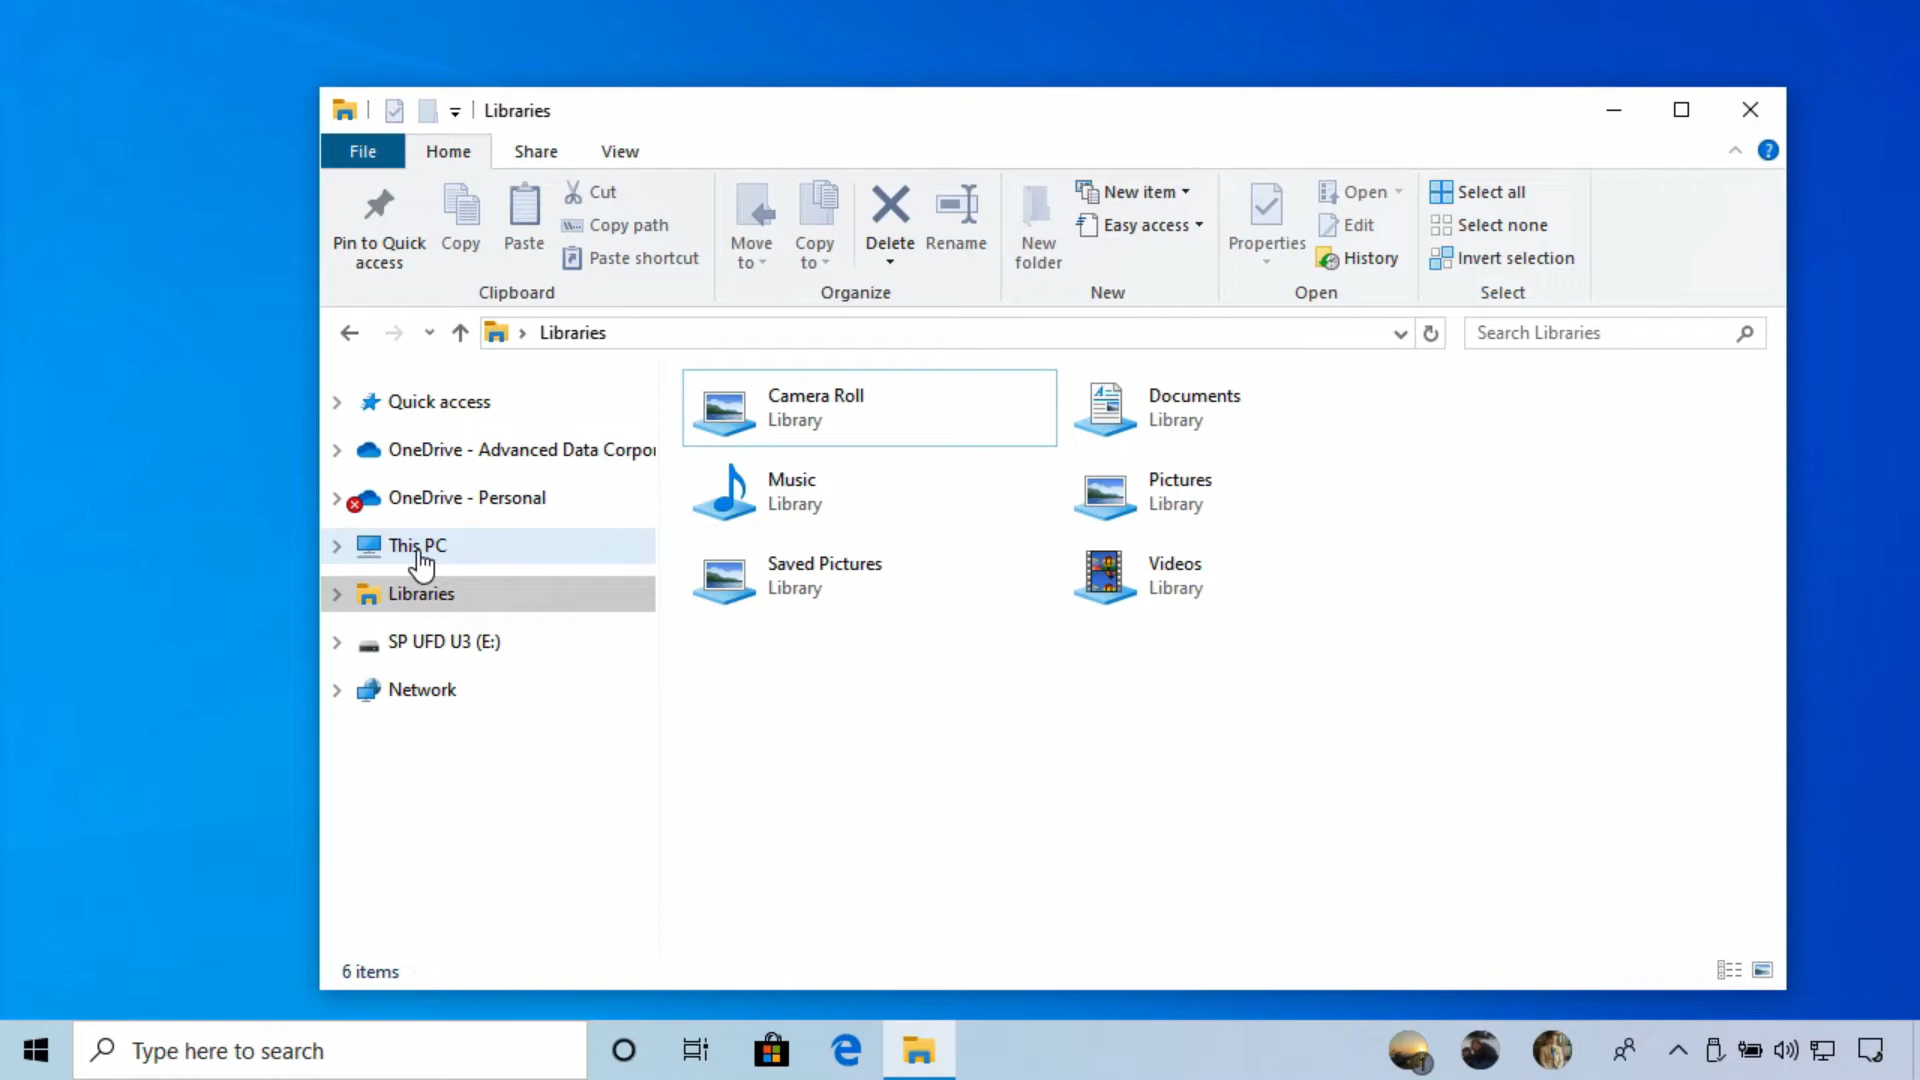 Libraries
File Home Share View
Pin to Quick access
Copy
Paste
Cut
Copy path
Paste shortcut
Clipboard
Move to
Copy to
Delete
Rename
Organize
New folder
New item
Easy access
New
Properties
Open
Edit
History
Open
Select all
Select none
Invert selection
Select
Libraries
Search Libraries
Quick access
OneDrive - Advanced Data Corpor
OneDrive - Personal
This PC
Libraries
SP UFD U3 (E:)
Network
Camera Roll
Library
Documents
Library
Music
Library
Pictures
Library
Saved Pictures
Library
Videos
Library
6 items
Type here to search